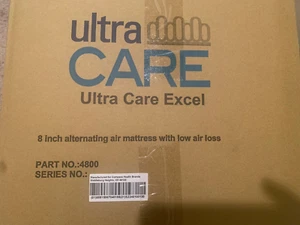 ultra
CARE
Ultra Care Excel
8 inch alternating air mattress with low air loss
PART NO.:4800
SERIES NO.: